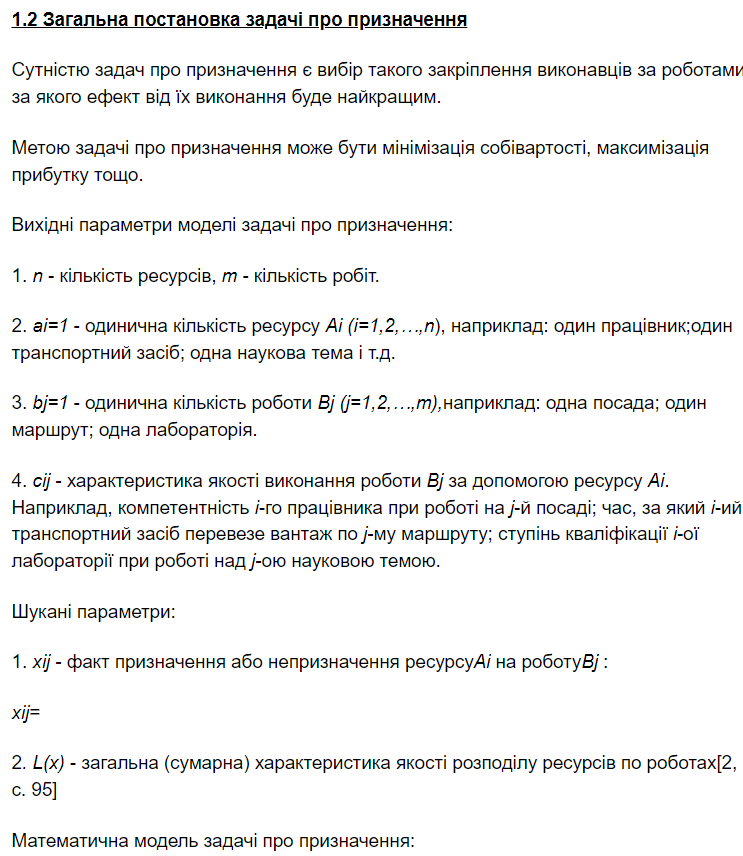 1.2 Загальна постановка задачі про призначення
Сутністю задач про призначення є вибір такого закріплення виконавців за роботами
за якого ефект від їх виконання буде найкращим.
Метою задачі про призначення може бути мінімізація собівартості, максимізація
прибутку тощо.
Вихідні параметри моделі задачі про призначення:
1. n - кількість ресурсів, m - кількість робіт.
2. ai=1 - одинична кількість ресурсу Ai (i=1,2,…,n), наприклад: один працівник;один
транспортний засіб; одна наукова тема і т.д.
3. bj=1 - одинична кількість роботи Bj (j=1,2,…,m),наприклад: одна посада; один
маршрут; одна лабораторія.
4. cij - характеристика якості виконання роботи Bj за допомогою ресурсу Ai.
Наприклад, компетентність i-го працівника при роботі на j-й посаді; час, за який i-ий
транспортний засіб перевезе вантаж по j-му маршруту; ступінь кваліфікації i-ої
лабораторії при роботі над j-ою науковою темою.
Шукані параметри:
1. xij - факт призначення або непризначення ресурсуAi на роботуBj :
xij=
2. L(x) - загальна (сумарна) характеристика якості розподілу ресурсів по роботах[2,
с. 95]
Математична модель задачі про призначення: